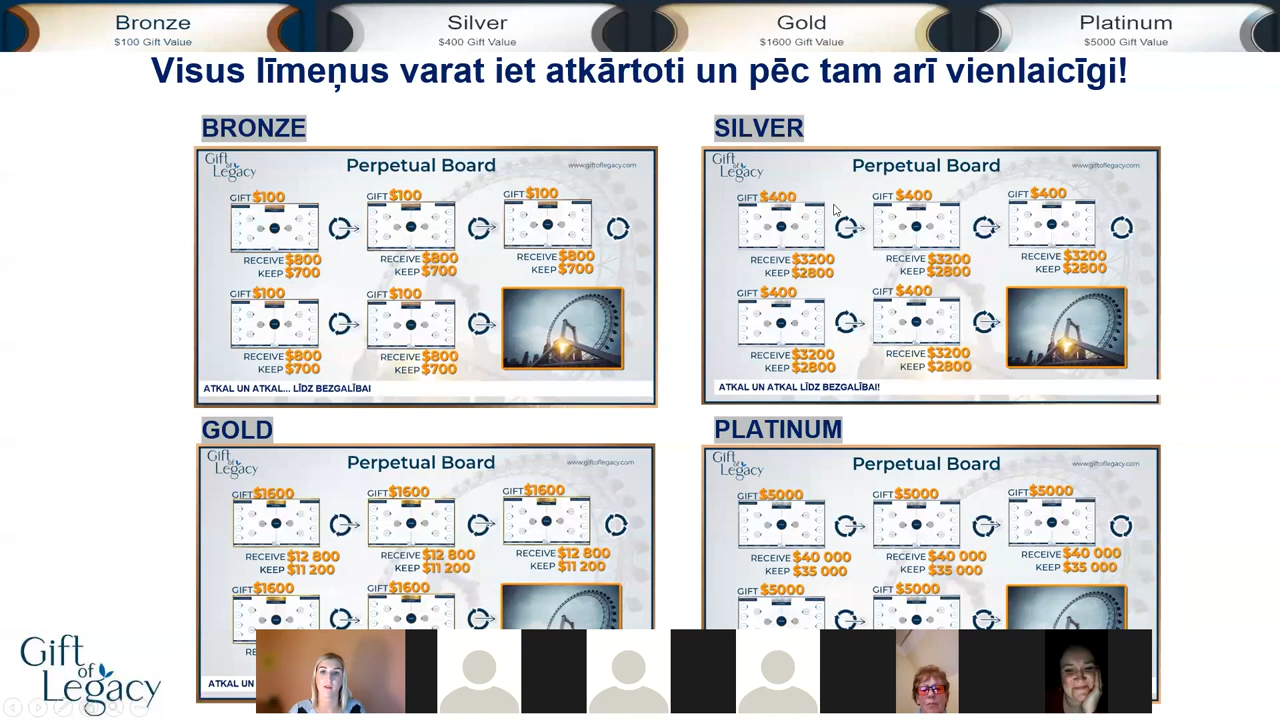 Bronze
$100 Gift Value
Silver
$400 Gift Value
Gold
$1600 Gift Value
Platinum
$5000 Gift Value
Visus līmeņus varat iet atkārtoti un pēc tam arī vienlaicīgi!
BRONZE
Gift of Legacy
Perpetual Board
www.giftoflegacy.com
GIFT $100
GIFT $100
GIFT $100
RECEIVE $800
KEEP $700
RECEIVE $800
KEEP $700
RECEIVE $800
KEEP $700
GIFT $100
GIFT $100
RECEIVE $800
KEEP $700
RECEIVE $800
KEEP $700
ATKAL UN ATKAL... LĪDZ BEZGALĪBAI
SILVER
Gift of Legacy
Perpetual Board
www.giftoflegacy.com
GIFT $400
GIFT $400
GIFT $400
RECEIVE $3200
KEEP $2800
RECEIVE $3200
KEEP $2800
RECEIVE $3200
KEEP $2800
GIFT $400
GIFT $400
RECEIVE $3200
KEEP $2800
RECEIVE $3200
KEEP $2800
ATKAL UN ATKAL LĪDZ BEZGALĪBAI!
GOLD
Gift of Legacy
Perpetual Board
www.giftoflegacy.com
GIFT $1600
GIFT $1600
GIFT $1600
RECEIVE $12 800
KEEP $11 200
RECEIVE $12 800
KEEP $11 200
RECEIVE $12 800
KEEP $11 200
GIFT $1600
GIFT $1600
ATKAL UN
PLATINUM
Gift of Legacy
Perpetual Board
www.giftoflegacy.com
GIFT $5000
GIFT $5000
GIFT $5000
RECEIVE $40 000
KEEP $35 000
RECEIVE $40 000
KEEP $35 000
RECEIVE $40 000
KEEP $35 000
GIFT $5000
GIFT $5000
Gift
of
Legacy